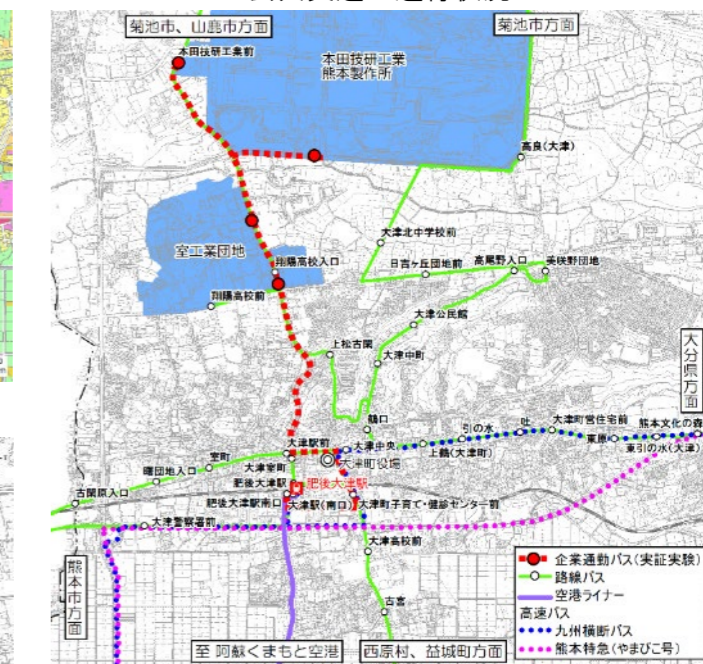 菊池市、山鹿市方面
菊池市方面
本田技研工業前
本田技研工業
熊本製作所
高良(大津)
大津北中学校前
室工業団地
翔陽高校入口
日吉ヶ丘団地前
高尾野入口
美咲野団地
翔陽高校前
大津公民館
上松古閑
大津中町
大分県方面
鶴口
引の水
吐
大津町営住宅前
熊本文化の森
大津駅前
大津中央
上鶴(大津町)
東原
東引の水(大津)
室町
大津室町
大津町役場
曙団地入口
肥後大津駅
肥後大津駅
古閑原入口
肥後大津駅南口
大津駅(南口)
大津町子育て・健診センター前
大津警察署前
大津高校前
熊本市方面
古宮
至 阿蘇くまもと空港
西原村、益城町方面
企業通勤バス(実証実験)
路線バス
空港ライナー
高速バス
九州横断バス
熊本特急(やまびこ号)